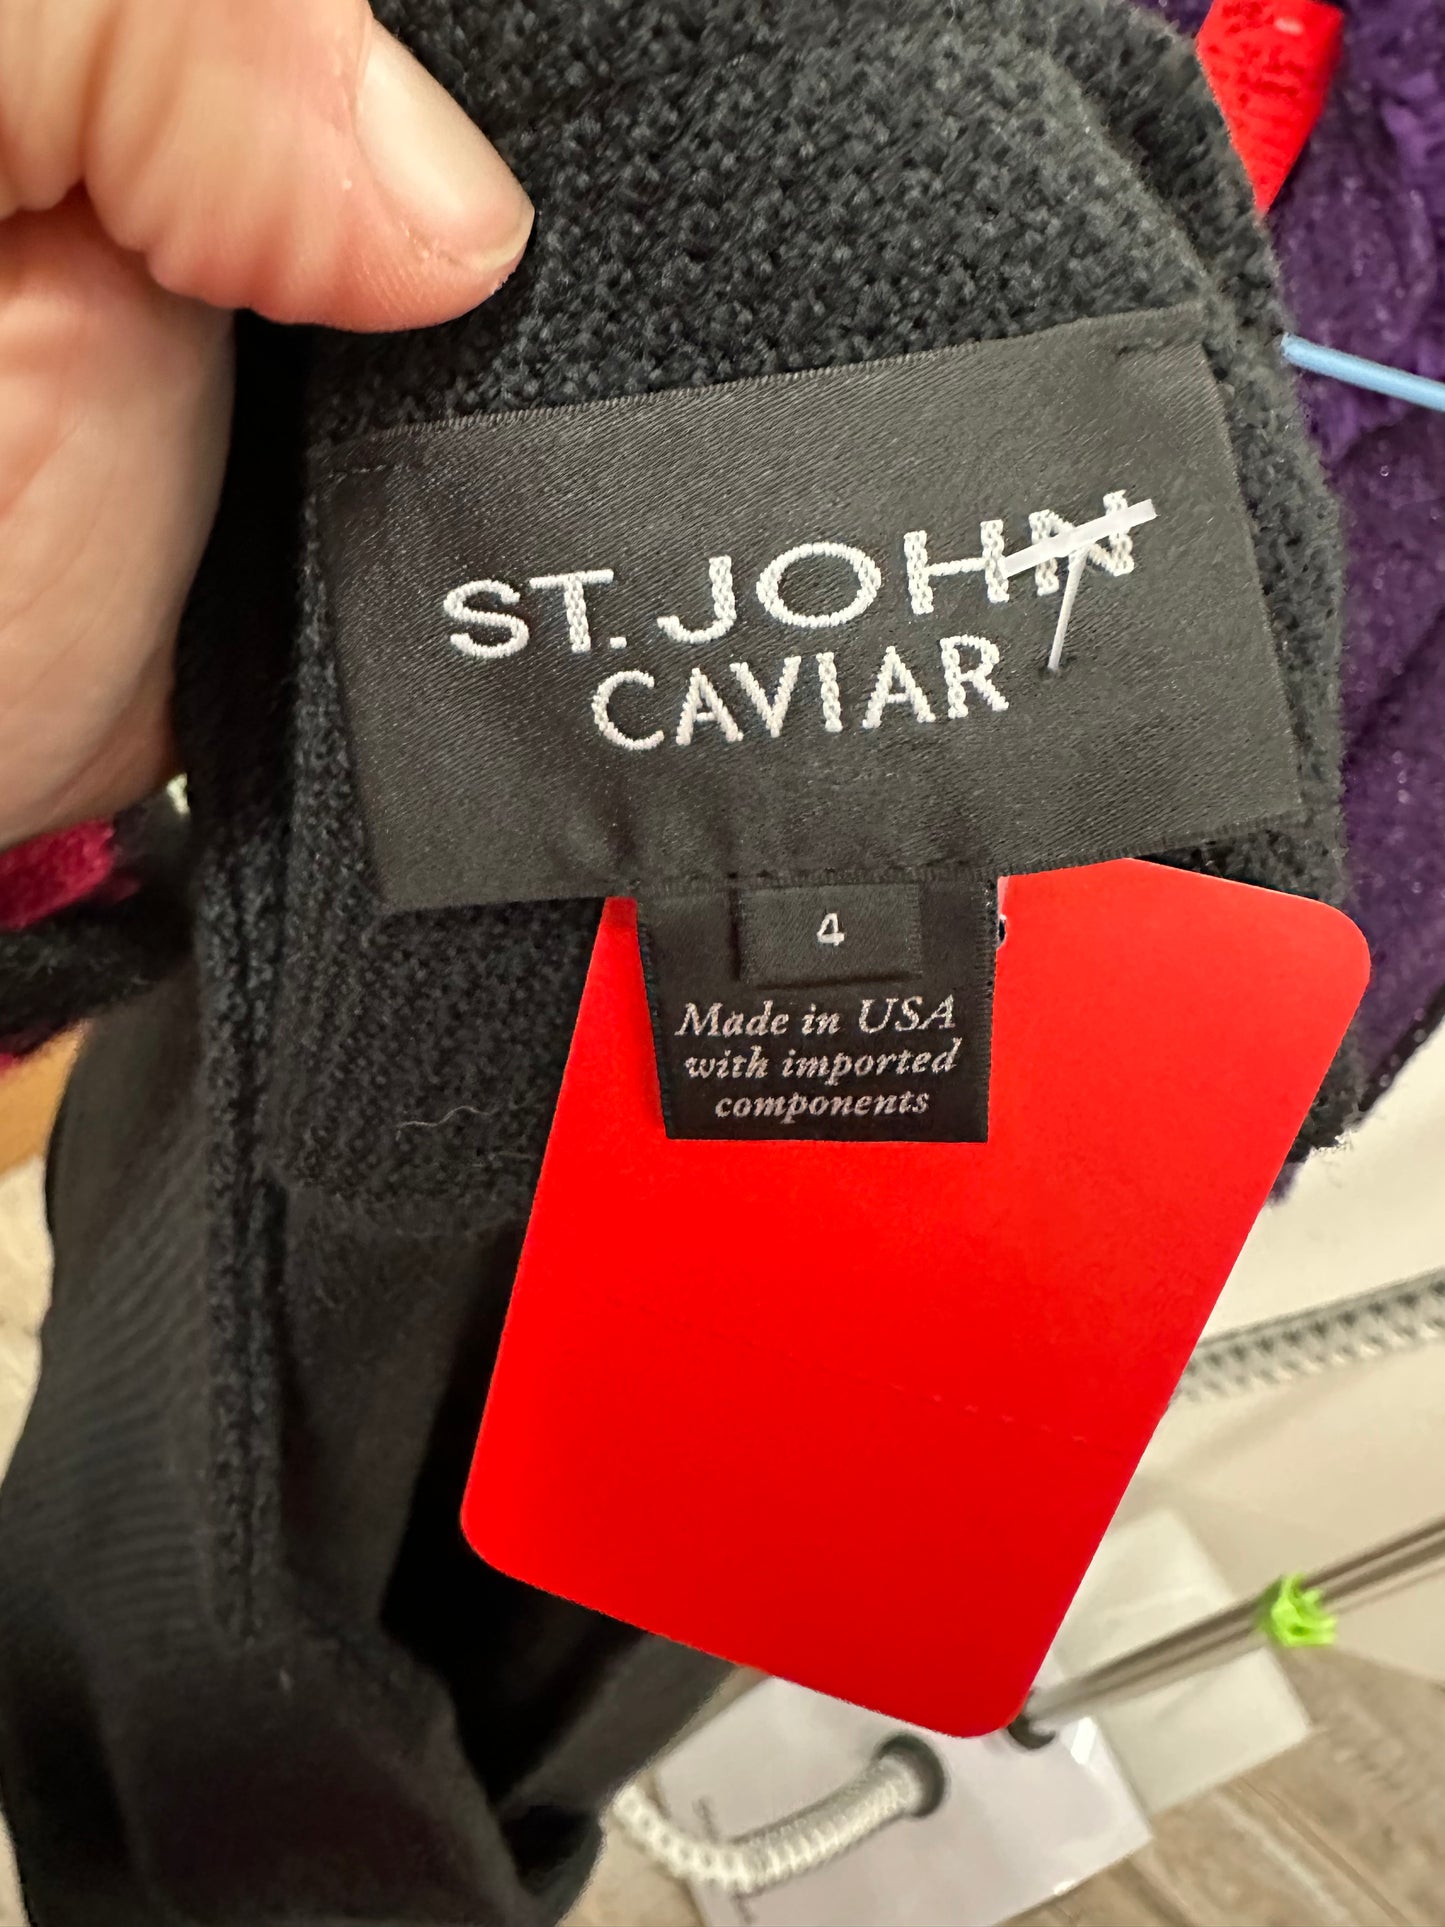 ST. JOHN
CAVIAR
4
Made in USA
with imported
components